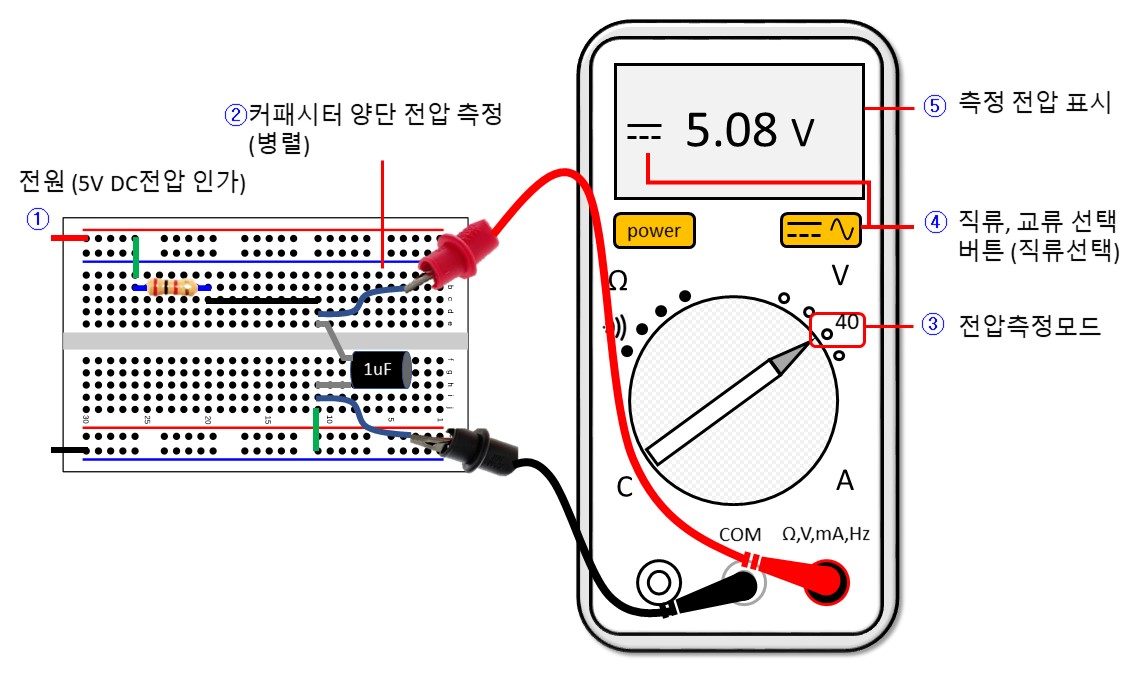 ②커패시터 양단 전압 측정
(병렬)
전원 (5V DC전압 인가)
①
5.08 V
⑤ 측정 전압 표시
power
④ 직류, 교류 선택
버튼 (직류선택)
Ω
V
40
③ 전압측정모드
1uF
b
c
d
e
f
g
h
i
j
30
25
20
15
10
5
1
C
A
COM
Ω,V,mA,Hz